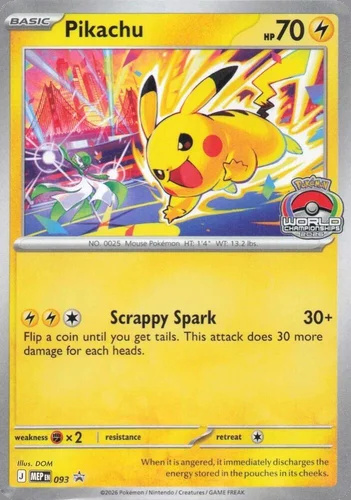 BASIC
Pikachu
HP 70
Pokémon
WORLD
CHAMPIONSHIPS
2026
NO. 0025 Mouse Pokémon HT: 1'4" WT: 13.2 lbs.
Scrappy Spark 30+
Flip a coin until you get tails. This attack does 30 more
damage for each heads.
weakness × 2 resistance retreat
Illus. DOM
J MEP EN 093
When it is angered, it immediately discharges the
energy stored in the pouches in its cheeks.
©2026 Pokémon / Nintendo / Creatures / GAME FREAK